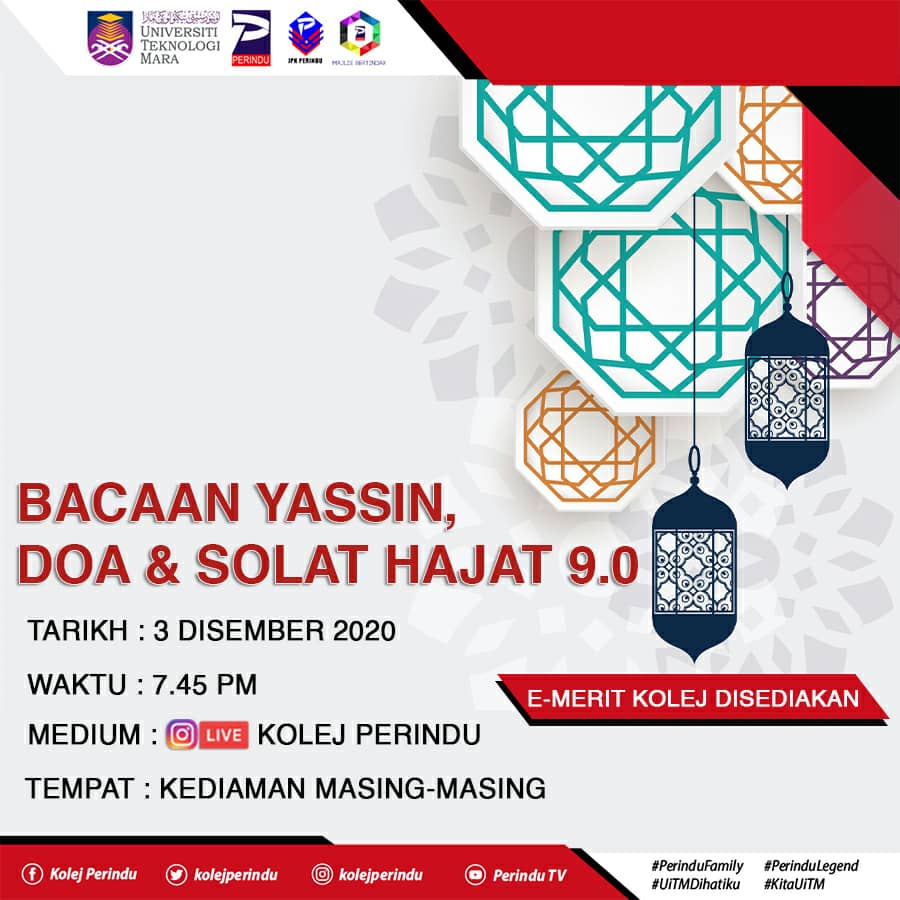 UNIVERSITI
TEKNOLOGI
MARA
PERINDU
JPK PERINDU
MAJLIS BERTINDAK
BACAAN YASSIN,
DOA & SOLAT HAJAT 9.0
TARIKH : 3 DISEMBER 2020
WAKTU : 7.45 PM
MEDIUM : LIVE KOLEJ PERINDU
TEMPAT : KEDIAMAN MASING-MASING
E-MERIT KOLEJ DISEDIAKAN
Kolej Perindu
kolejperindu
kolejperindu
Perindu TV
#PerinduFamily #PerinduLegend
#UiTMDihatiku #KitaUiTM